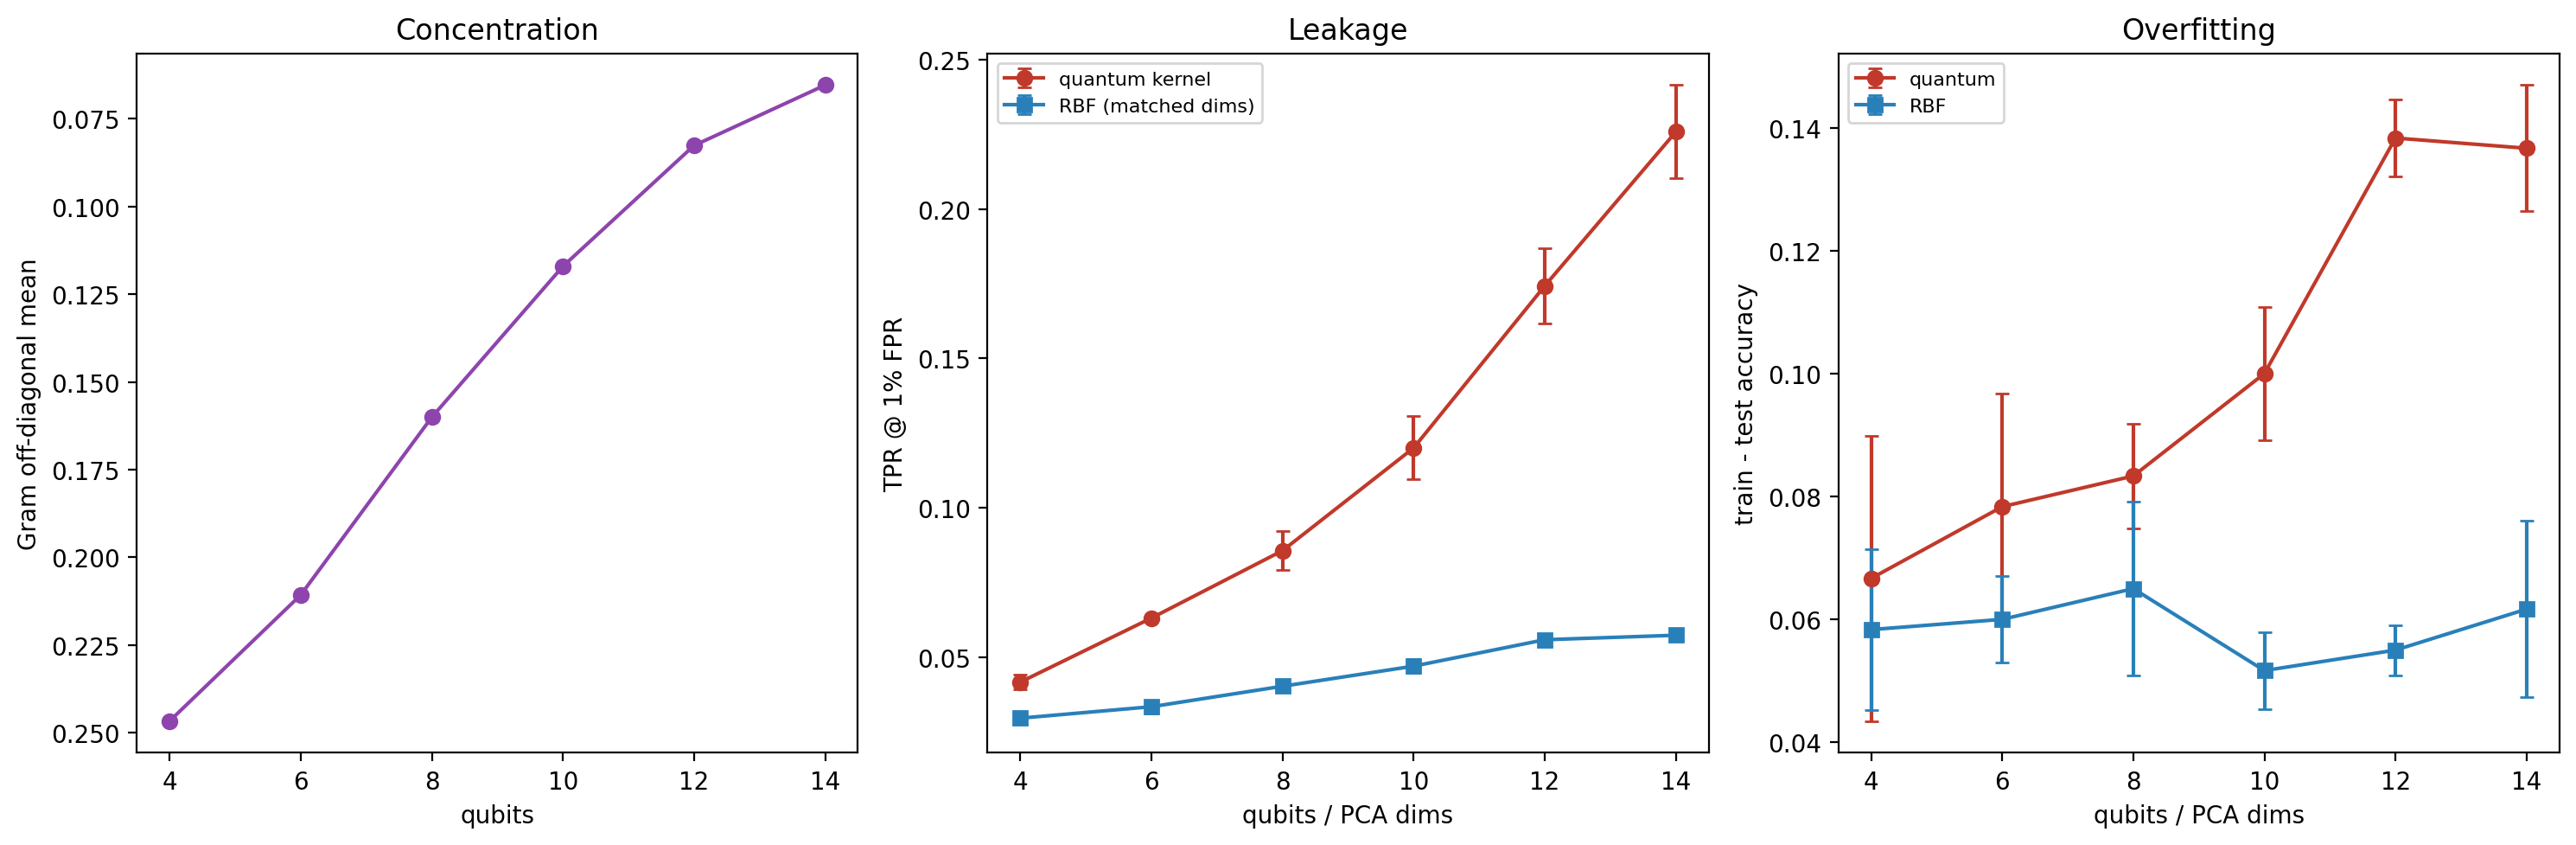 Concentration
Gram off-diagonal mean
0.075
0.100
0.125
0.150
0.175
0.200
0.225
0.250
4 6 8 10 12 14
qubits
Leakage
quantum kernel
RBF (matched dims)
TPR @ 1% FPR
0.25
0.20
0.15
0.10
0.05
4 6 8 10 12 14
qubits / PCA dims
Overfitting
quantum
RBF
train - test accuracy
0.14
0.12
0.10
0.08
0.06
0.04
4 6 8 10 12 14
qubits / PCA dims